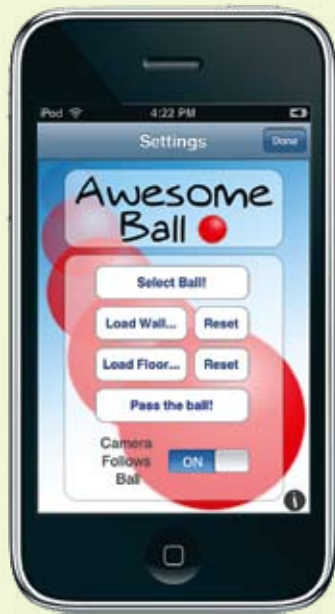 iPod 4:22 PM
Settings Done
Awesome
Ball
Select Ball!
Load Wall... Reset
Load Floor... Reset
Pass the ball!
Camera
Follows
Ball
ON
i